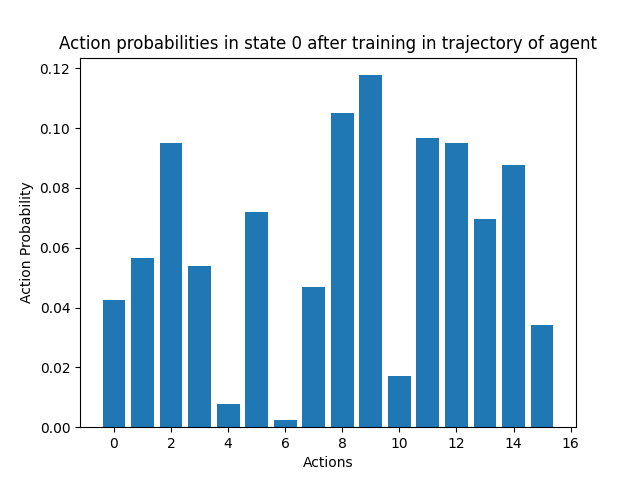 Action probabilities in state 0 after training in trajectory of agent
0.12
0.10
0.08
0.06
0.04
0.02
0.00
Action Probability
0 2 4 6 8 10 12 14 16
Actions